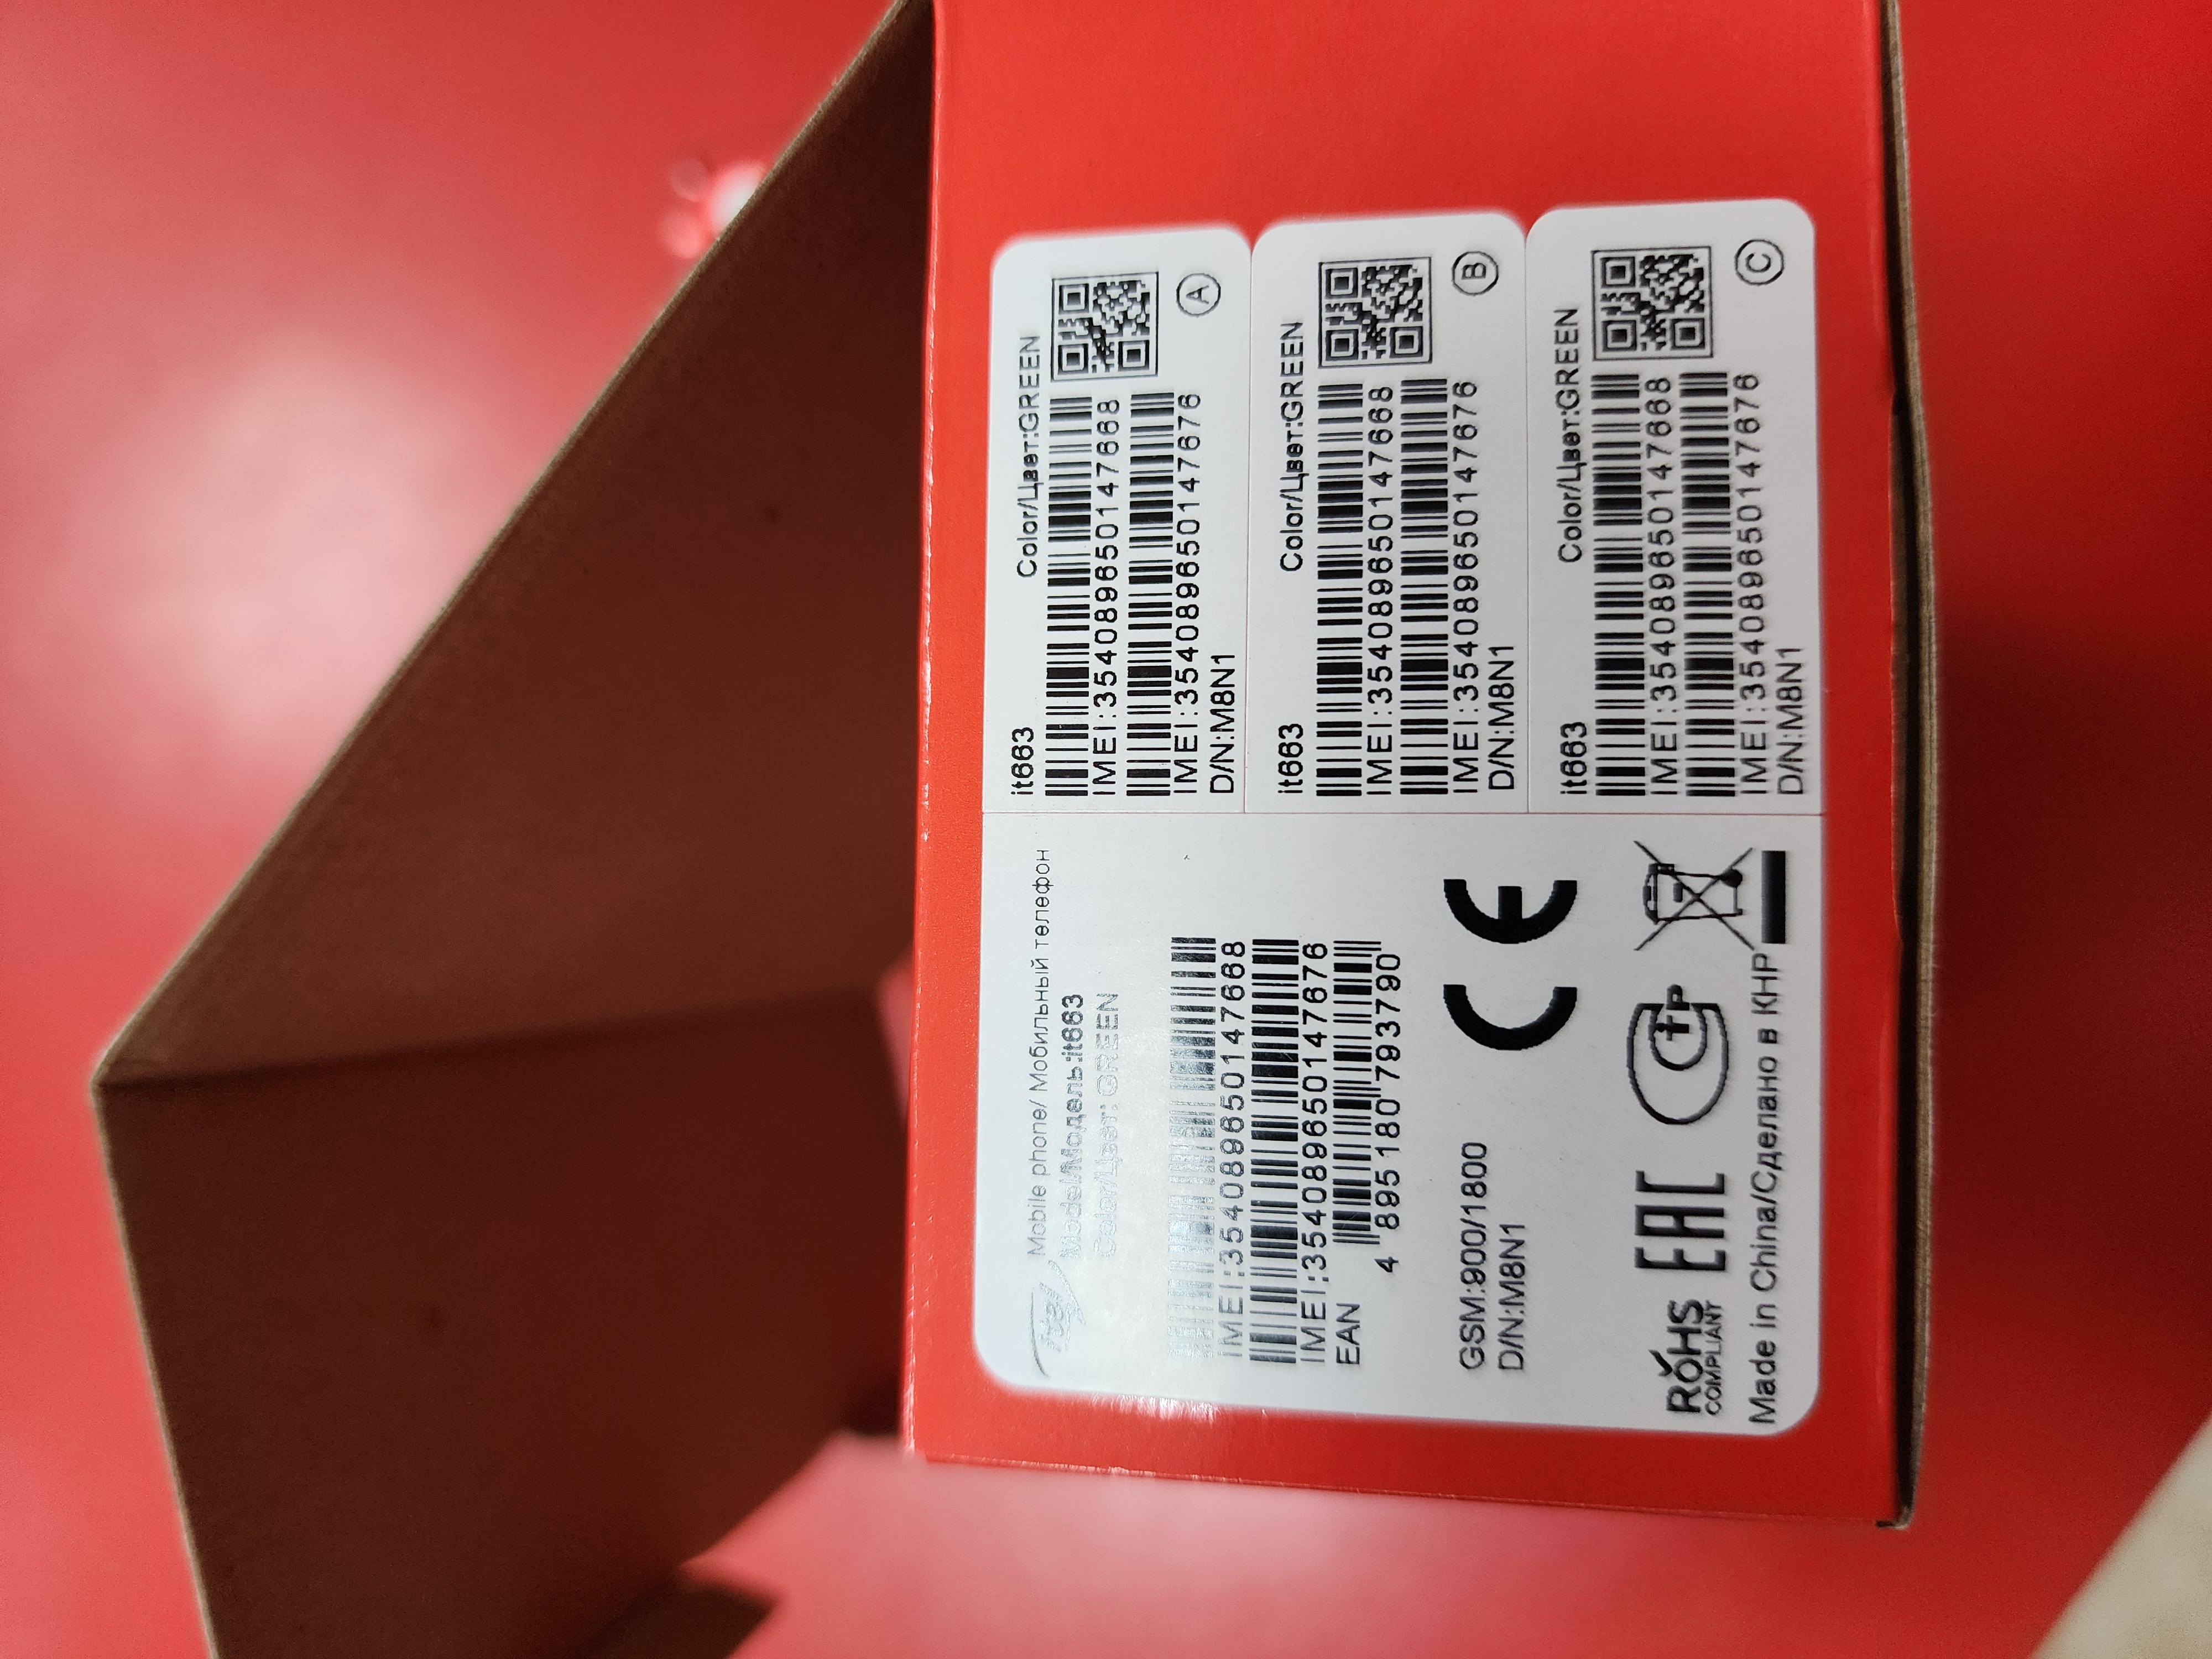 itel
Mobile phone/ Мобильный телефон
Model/Модель:it663
Color/Цвет: GREEN
IMEI:354089650147668
IMEI:354089650147676
EAN
4 895180 793790
GSM:900/1800
D/N:M8N1
CE
RoHS
COMPLIANT
EAC
Made in China/Сделано в КНР
it663 Color/Цвет:GREEN
IMEI:354089650147668
IMEI:354089650147676
D/N:M8N1
A
it663 Color/Цвет:GREEN
IMEI:354089650147668
IMEI:354089650147676
D/N:M8N1
B
it663 Color/Цвет:GREEN
IMEI:354089650147668
IMEI:354089650147676
D/N:M8N1
C